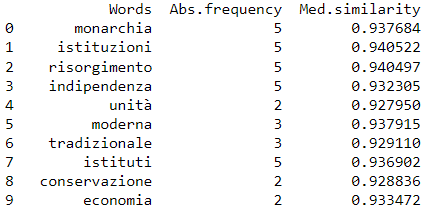 Words Abs.frequency Med.similarity
0 monarchia 5 0.937684
1 istituzioni 5 0.940522
2 risorgimento 5 0.940497
3 indipendenza 5 0.932305
4 unità 2 0.927950
5 moderna 3 0.937915
6 tradizionale 3 0.929110
7 istituti 5 0.936902
8 conservazione 2 0.928836
9 economia 2 0.933472